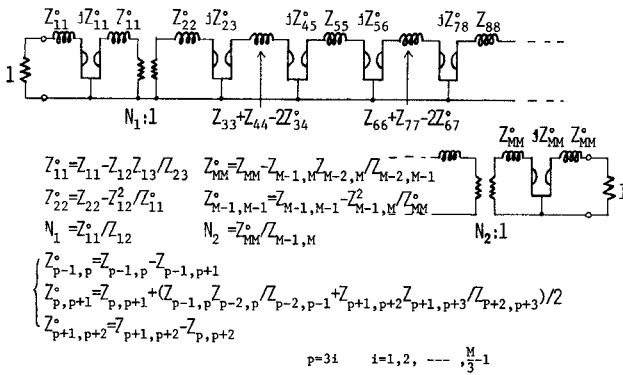 Z°11 jZ°11 Z°11 Z°22 jZ°23 jZ°45 Z55 jZ°56 jZ°78 Z88
1
N1:1 Z33+Z44-2Z°34 Z66+Z77-2Z°67
Z°MM jZ°MM Z°MM
1
N2:1
Z°11=Z11-Z12Z13/Z23 Z°MM=ZMM-ZM-1,MZM-2,M/ZM-2,M-1
Z°22=Z22-Z²12/Z°11 Z°M-1,M-1=ZM-1,M-1-Z²M-1,M/Z°MM
N1=Z°11/Z12 N2=Z°MM/ZM-1,M
Z°p-1,p=Zp-1,p-Zp-1,p+1
Z°p,p+1=Zp,p+1+(Zp-1,pZp-2,p/Zp-2,p-1+Zp+1,p+2Zp+1,p+3/Zp+2,p+3)/2
Z°p+1,p+2=Zp+1,p+2-Zp,p+2
p=3i i=1,2, --- ,M/3-1